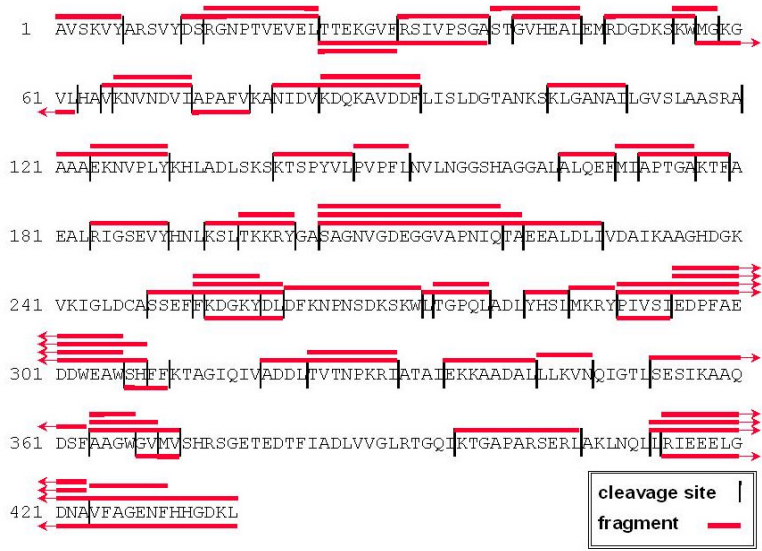 1 AVSKVYARSVYDSRGNPTVEVELTTEKGVFRSIVPSGASTGVHEALEMRDGDKSKWMGKG
61 VLHAVKNVNDVIAPAFVKANIDVKDQKAVDDFLISLDGTANKSKLGANAILGVSLAASRA
121 AAAEKNVPLYKHLADLSKSKTSPYVLPVPFLNVLNGGSHAGGALALQEFMIAPTGAKTFA
181 EALRIGSEVYHNLKSLTKKRYGASAGNVGDEGGVAPNIQTAEEALDLIVDAIKAAGHDGK
241 VKIGLDCASSEFFKDGKYDLDFKNPNSDKSKWLTGPQLADLYHSLMKRYPIVSIEDPFAE
301 DDWEAWSHFFKTAGIQIVADDLTVTNPKRIATAIEKKAADALLLKVNQIGTLSESIKAAQ
361 DSFAAGWGVMVSHRSGETEDTFIADLVVGLRTGQIKTGAPARSERLAKLNQLLRIEEELG
421 DNAVFAGENFHHGDKL
cleavage site
fragment